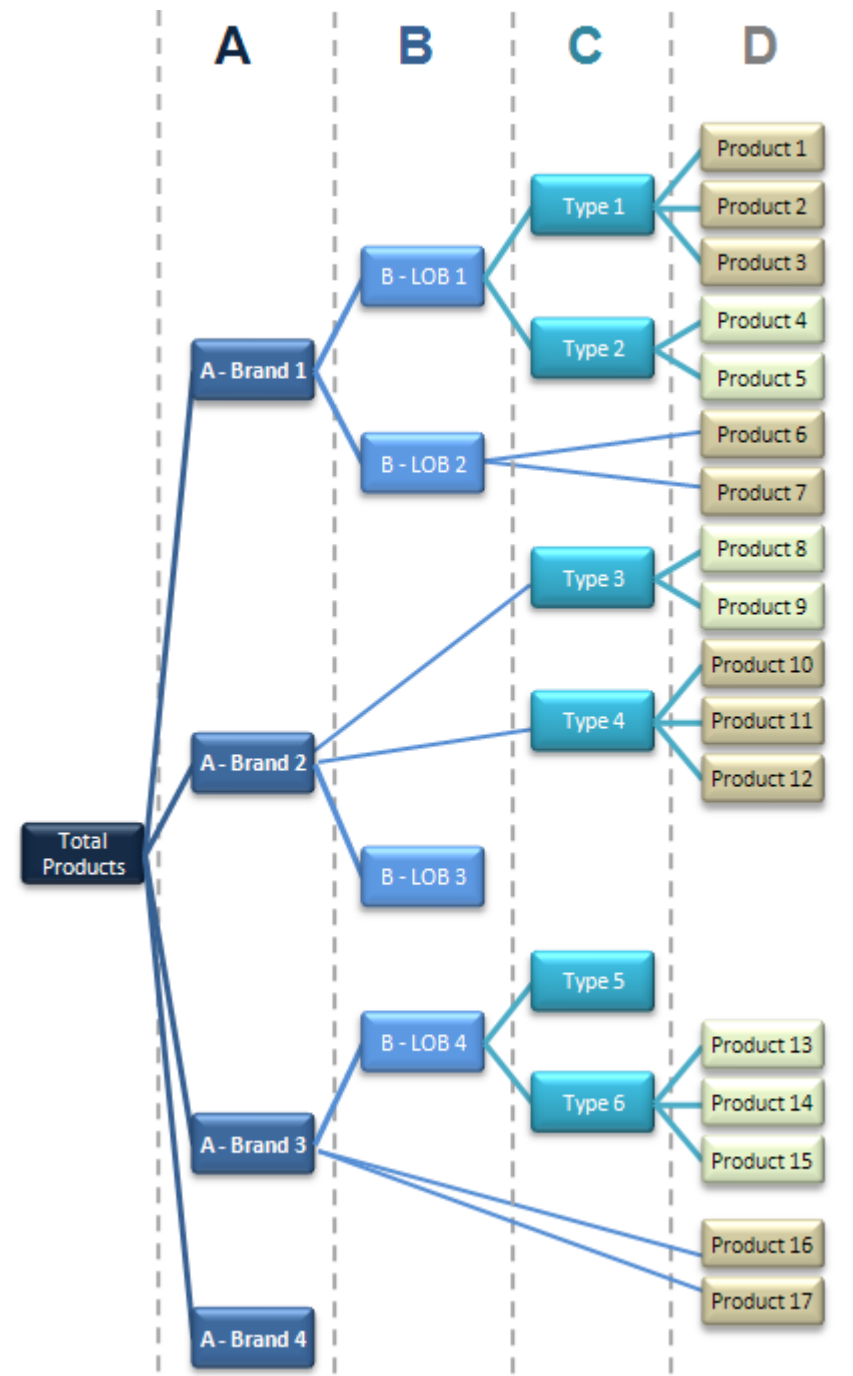 A
B
C
D
Product 1
Type 1
Product 2
Product 3
B - LOB 1
Product 4
Type 2
A - Brand 1
Product 5
Product 6
B - LOB 2
Product 7
Product 8
Type 3
Product 9
Product 10
Type 4
Product 11
A - Brand 2
Product 12
Total
Products
B - LOB 3
Type 5
B - LOB 4
Product 13
Type 6
Product 14
A - Brand 3
Product 15
Product 16
Product 17
A - Brand 4